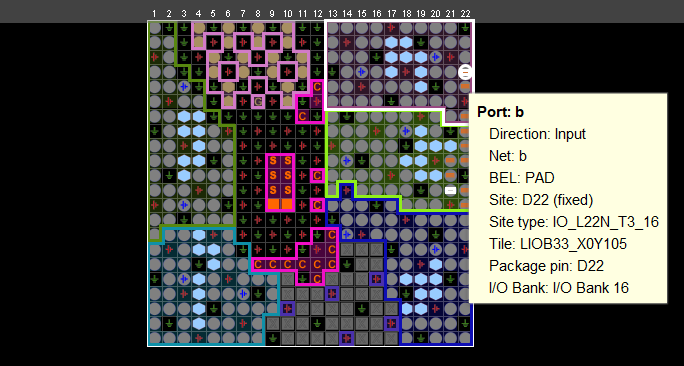 1 2 3 4 5 6 7 8 9 10 11 12 13 14 15 16 17 18 19 20 21 22
C
G
C
S S
S S C
S S
C
C
C C C C C C
C
Port: b
Direction: Input
Net: b
BEL: PAD
Site: D22 (fixed)
Site type: IO_L22N_T3_16
Tile: LIOB33_X0Y105
Package pin: D22
I/O Bank: I/O Bank 16